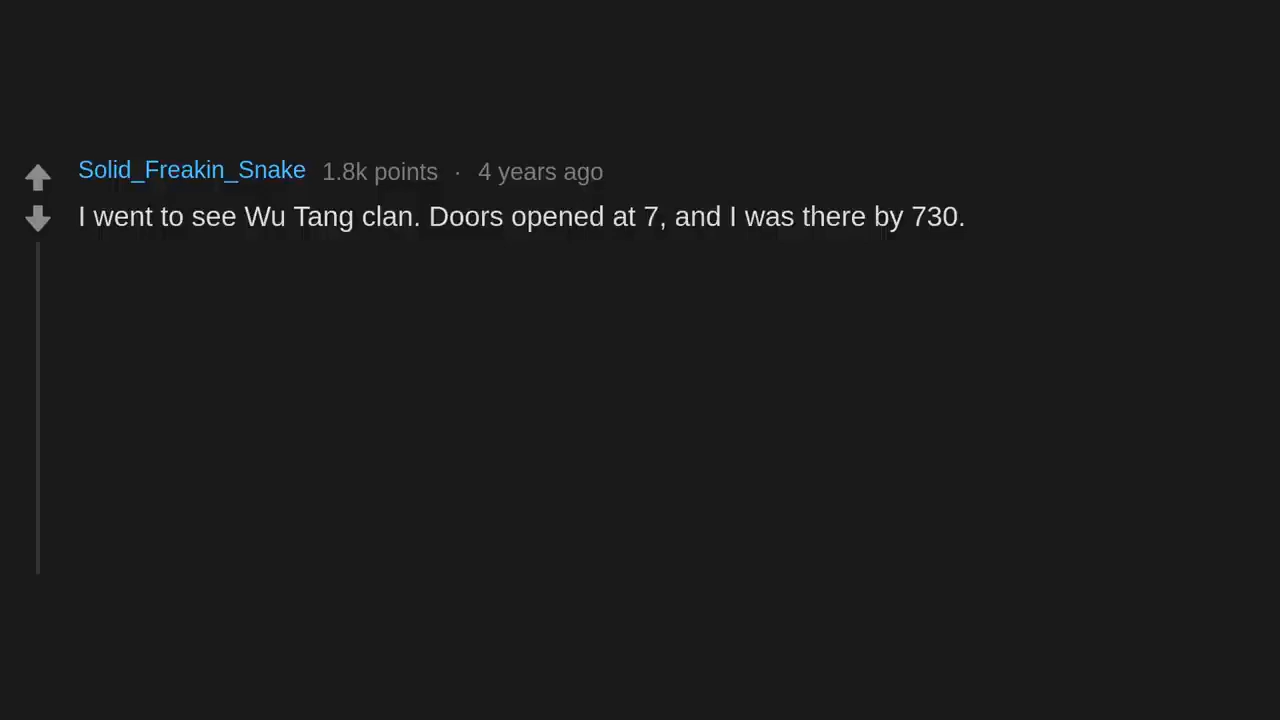 Solid_Freakin_Snake 1.8k points · 4 years ago
I went to see Wu Tang clan. Doors opened at 7, and I was there by 730.